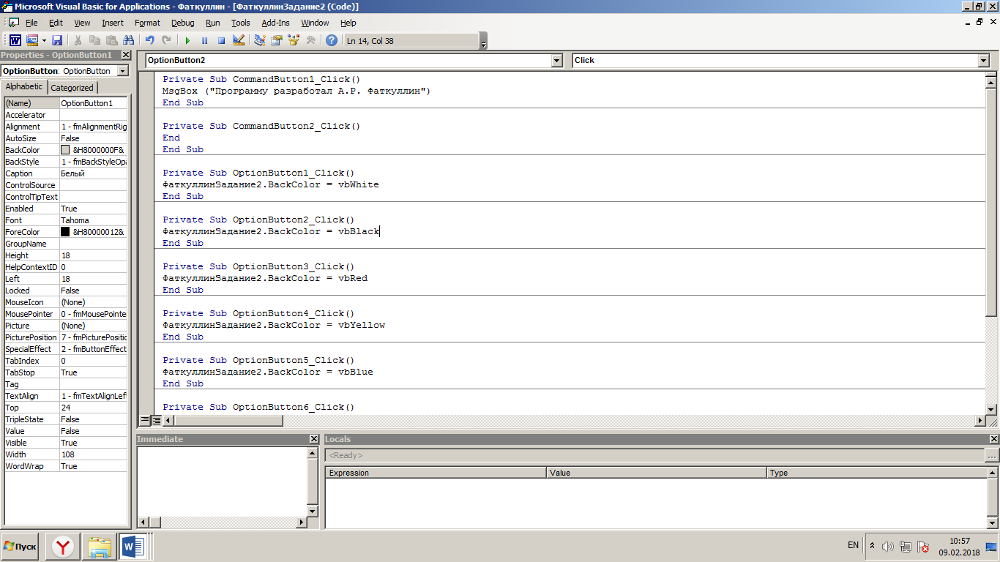 Microsoft Visual Basic for Applications - Фаткуллин - [ФаткуллинЗадание2 (Code)]
File Edit View Insert Format Debug Run Tools Add-Ins Window Help
Ln 14, Col 38
Properties - OptionButton1
OptionButton1 OptionButton
Alphabetic Categorized
(Name) OptionButton1
Accelerator
Alignment 1 - fmAlignmentRig
AutoSize False
BackColor &H8000000F&
BackStyle 1 - fmBackStyleOpa
Caption Белый
ControlSource
ControlTipText
Enabled True
Font Tahoma
ForeColor &H80000012&
GroupName
Height 18
HelpContextID 0
Left 18
Locked False
MouseIcon (None)
MousePointer 0 - fmMousePointe
Picture (None)
PicturePosition 7 - fmPicturePositio
SpecialEffect 2 - fmButtonEffect
TabIndex 0
TabStop True
Tag
TextAlign 1 - fmTextAlignLeft
Top 24
TripleState False
Value False
Visible True
Width 108
WordWrap True
OptionButton2 Click
Private Sub CommandButton1_Click()
MsgBox ("Программу разработал А.Р. Фаткуллин")
End Sub
Private Sub CommandButton2_Click()
End
End Sub
Private Sub OptionButton1_Click()
ФаткуллинЗадание2.BackColor = vbWhite
End Sub
Private Sub OptionButton2_Click()
ФаткуллинЗадание2.BackColor = vbBlack
End Sub
Private Sub OptionButton3_Click()
ФаткуллинЗадание2.BackColor = vbRed
End Sub
Private Sub OptionButton4_Click()
ФаткуллинЗадание2.BackColor = vbYellow
End Sub
Private Sub OptionButton5_Click()
ФаткуллинЗадание2.BackColor = vbBlue
End Sub
Private Sub OptionButton6_Click()
Immediate
Locals
<Ready>
Expression Value Type
Пуск
EN
10:57
09.02.2018